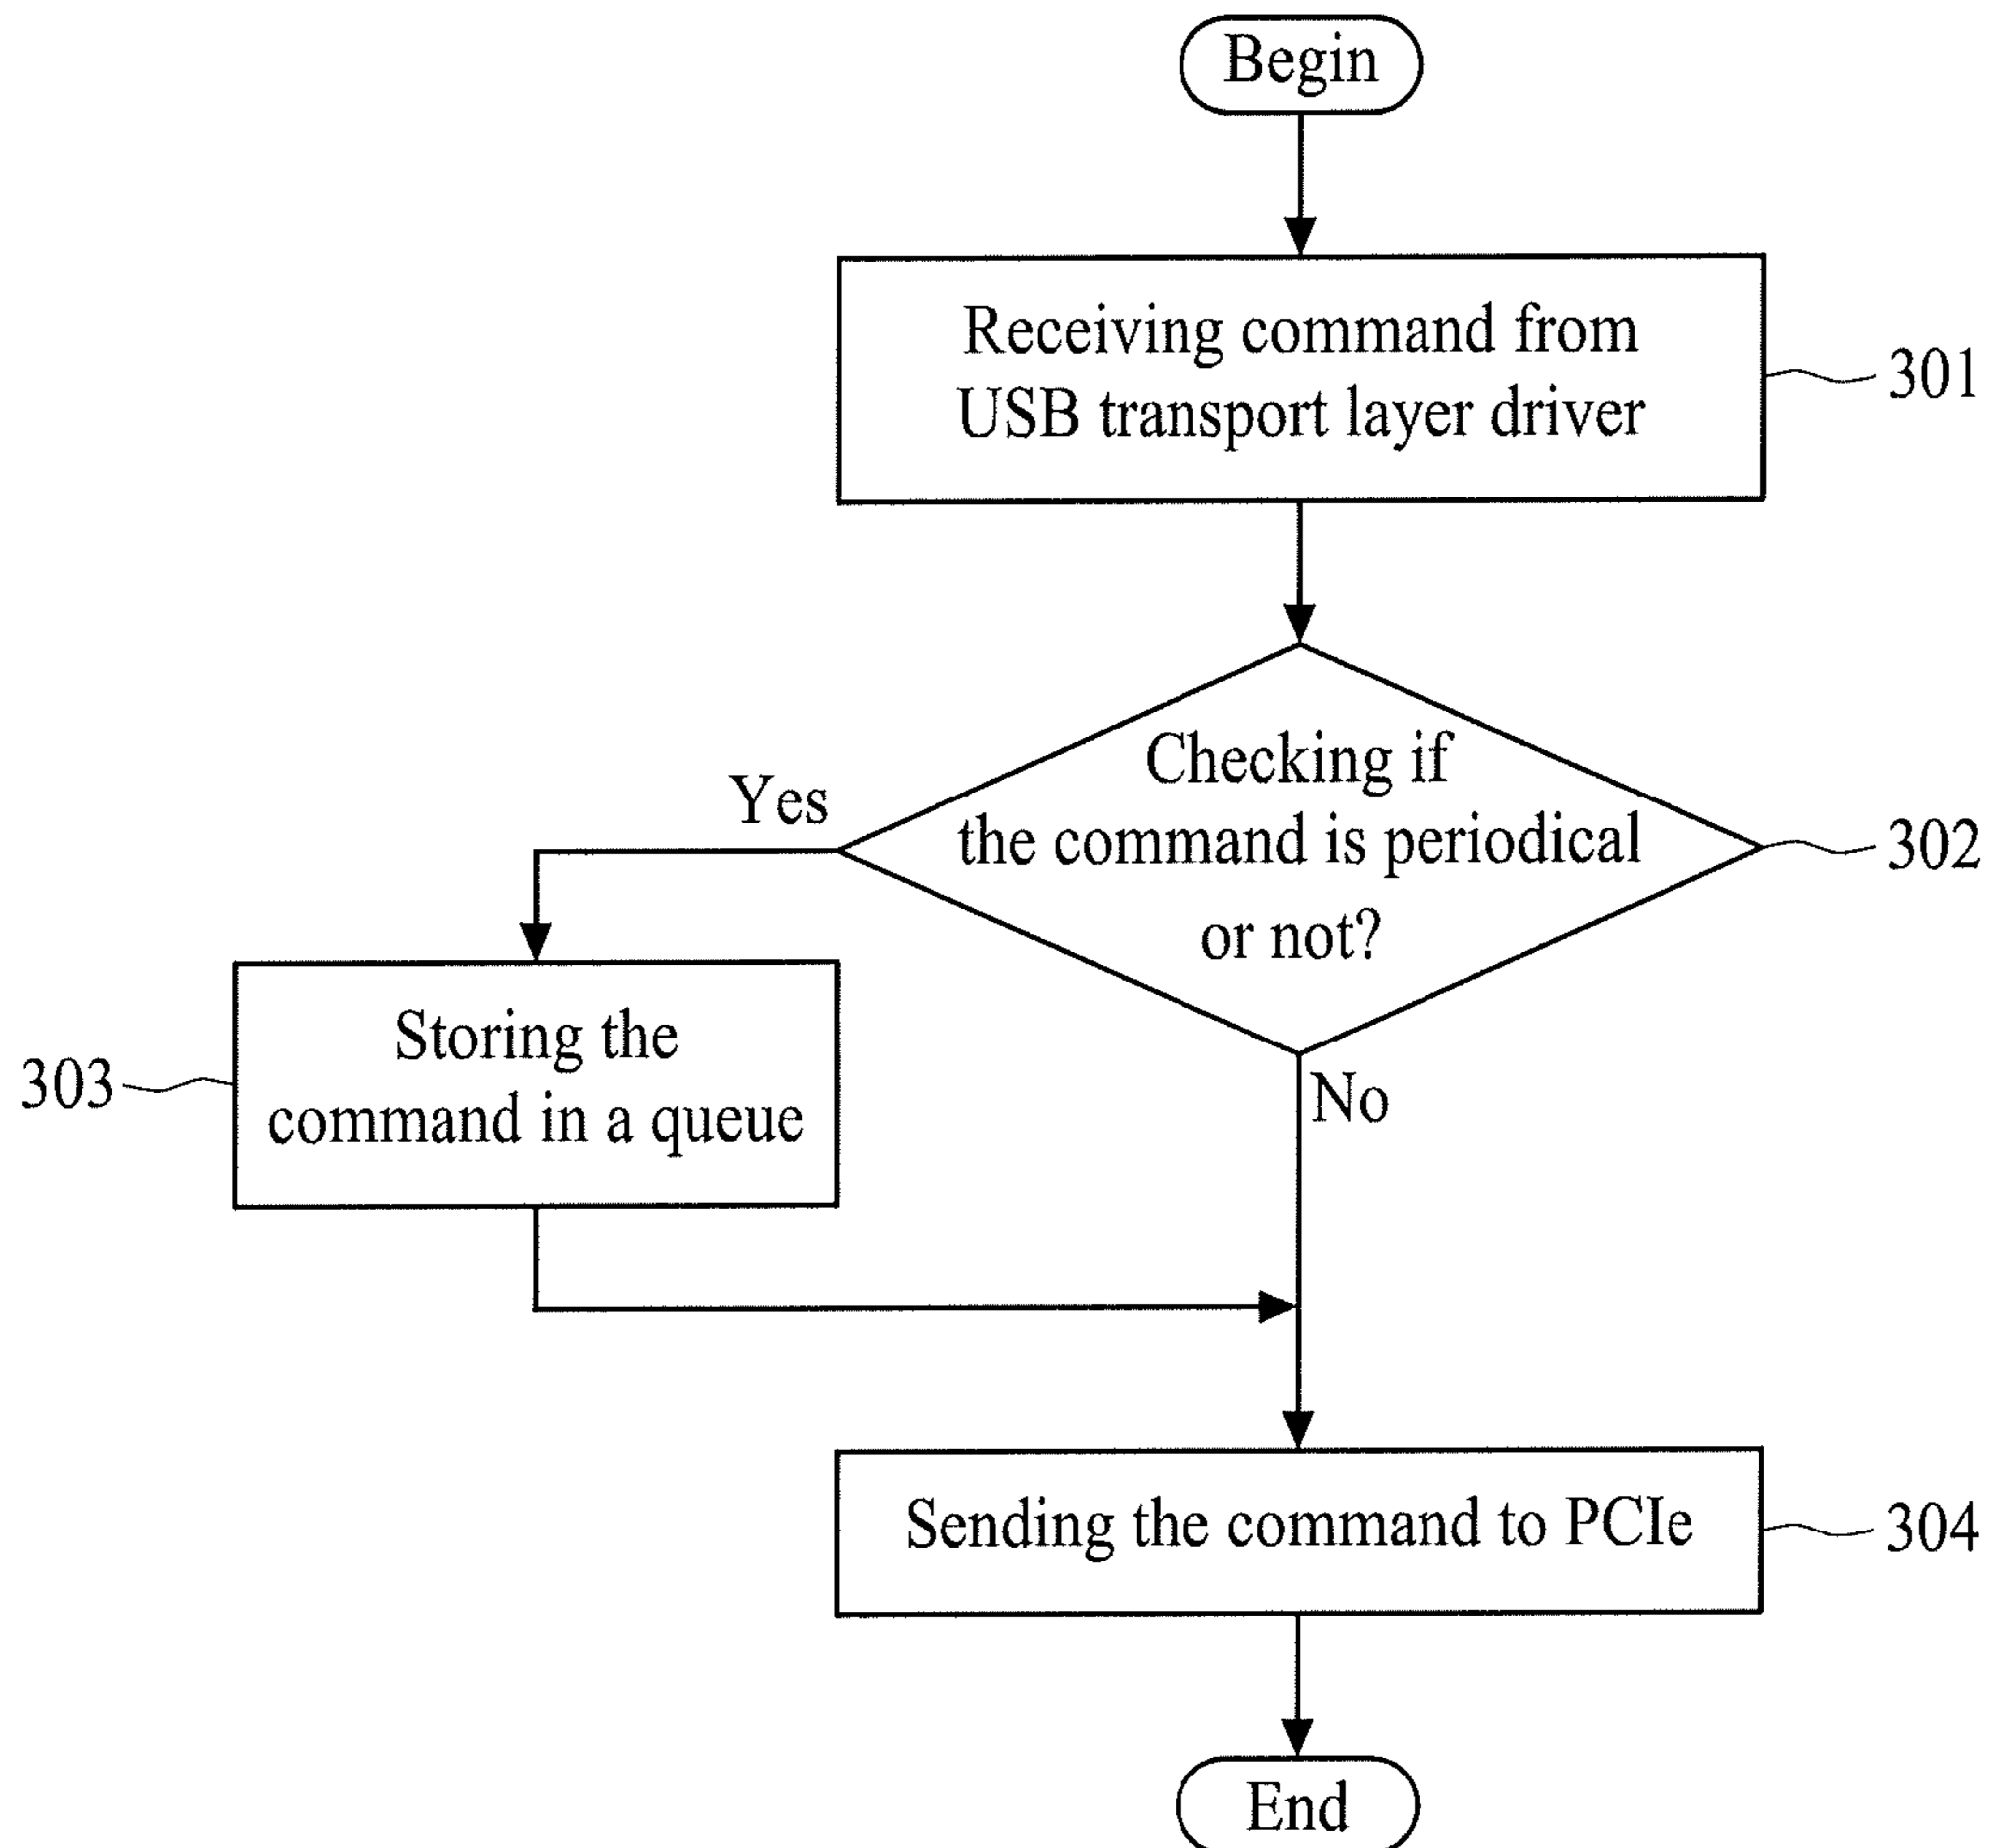 Begin
Receiving command from
USB transport layer driver
301
Checking if
the command is periodical
or not?
302
Yes
No
Storing the
command in a queue
303
Sending the command to PCIe
304
End